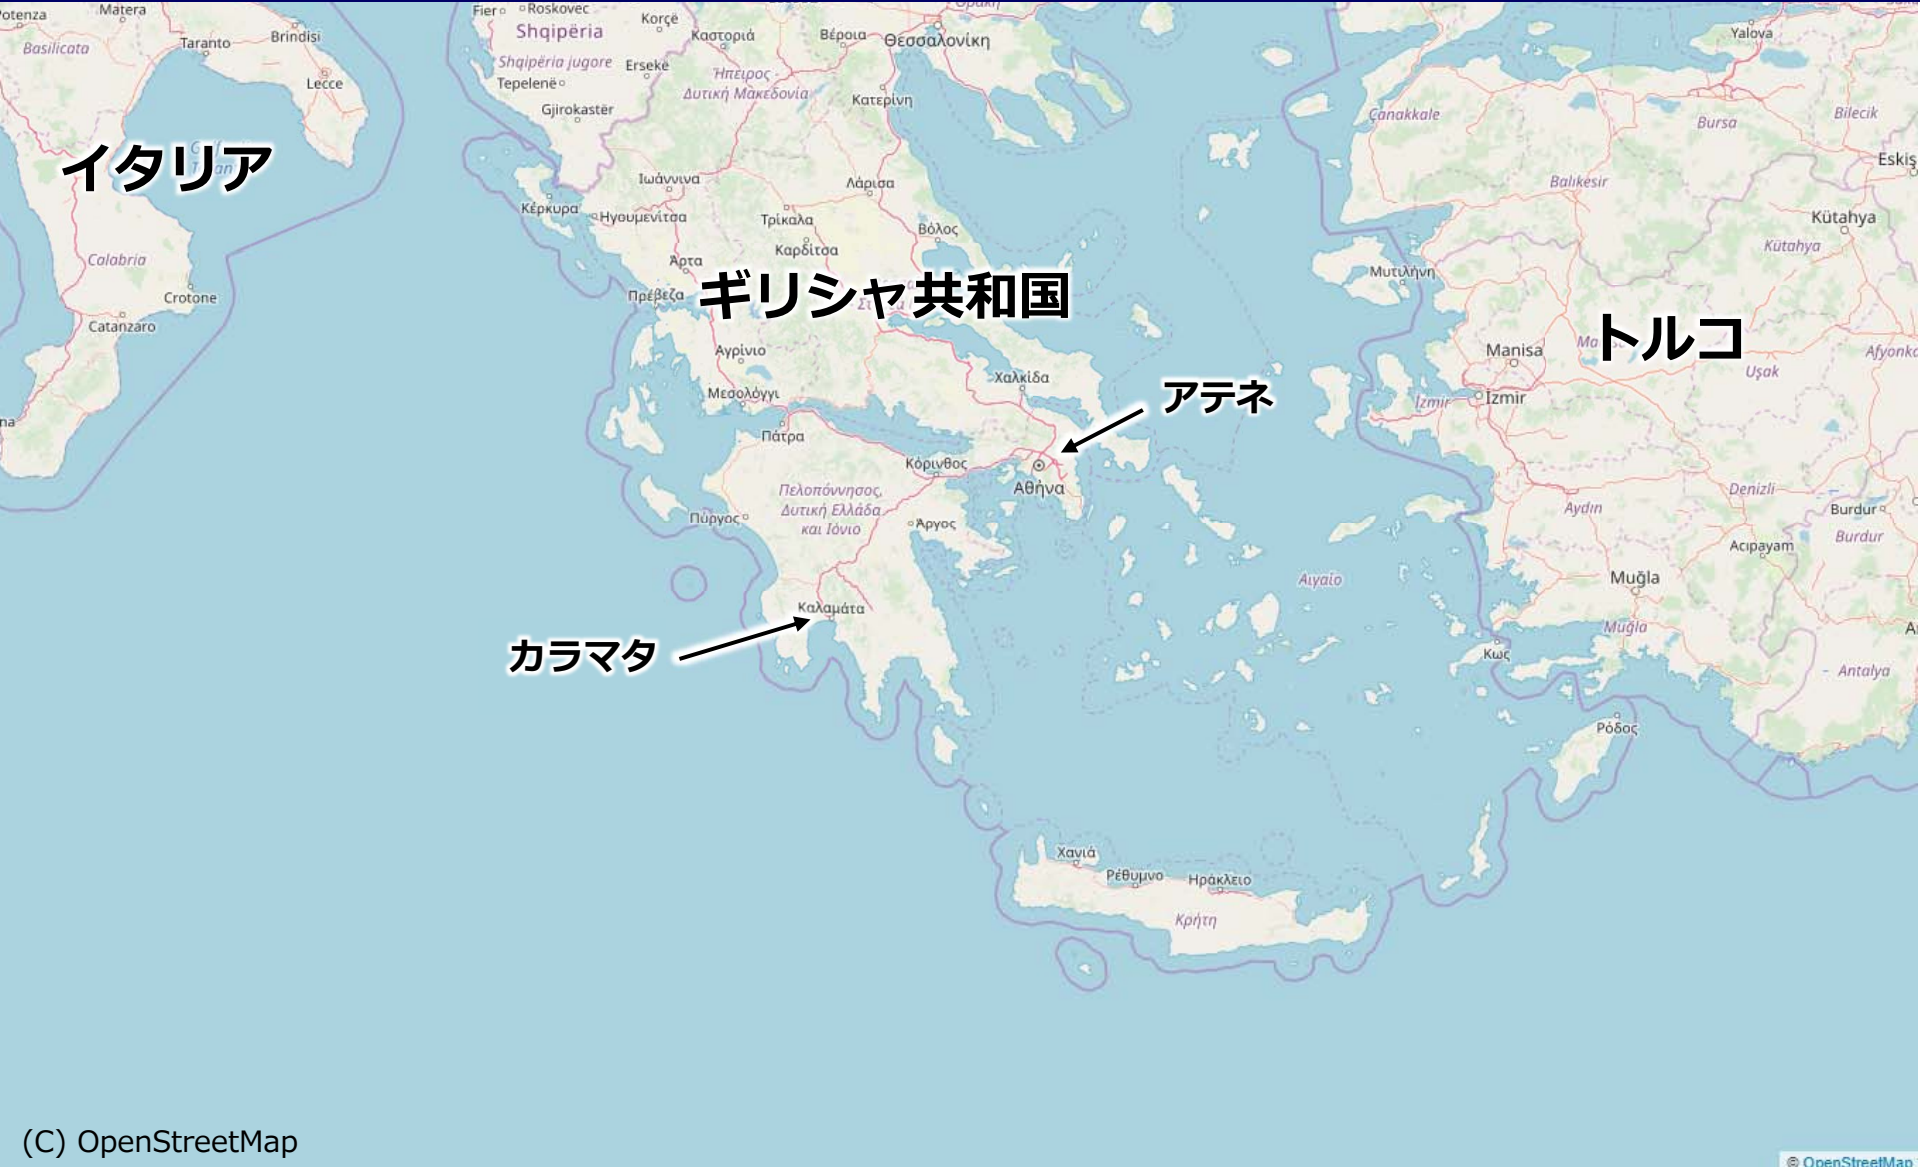 Potenza
Matera
Basilicata
Taranto
Brindisi
Lecce
イタリア
Calabria
Crotone
Catanzaro
Fier
Roskovec
Korçë
Shqipëria
Shqipëria jugore
Erseke
Tepelenë
Gjirokastër
Καστοριά
Βέροια
Θεσσαλονίκη
Ήπειρος -
Δυτική Μακεδονία
Κατερίνη
Ιωάννινα
Λάρισα
Κέρκυρα
Ηγουμενίτσα
Τρίκαλα
Βόλος
Καρδίτσα
Άρτα
Πρέβεζα
ギリシャ共和国
Αγρίνιο
Χαλκίδα
Μεσολόγγι
アテネ
Πάτρα
Κόρινθος
Αθήνα
Πελοπόννησος,
Δυτική Ελλάδα
και Ιόνιο
Πύργος
Άργος
Καλαμάτα
カラマタ
Αιγαίο
Yalova
Çanakkale
Bursa
Bilecik
Eskiş
Balıkesir
Kütahya
Kütahya
Μυτιλήνη
トルコ
Manisa
Uşak
Afyonka
İzmir
İzmir
Denizli
Aydın
Burdur
Burdur
Acıpayam
Muğla
Muğla
Κως
Antalya
Ρόδος
Χανιά
Ρέθυμνο
Ηράκλειο
Κρήτη
(C) OpenStreetMap
© OpenStreetMap